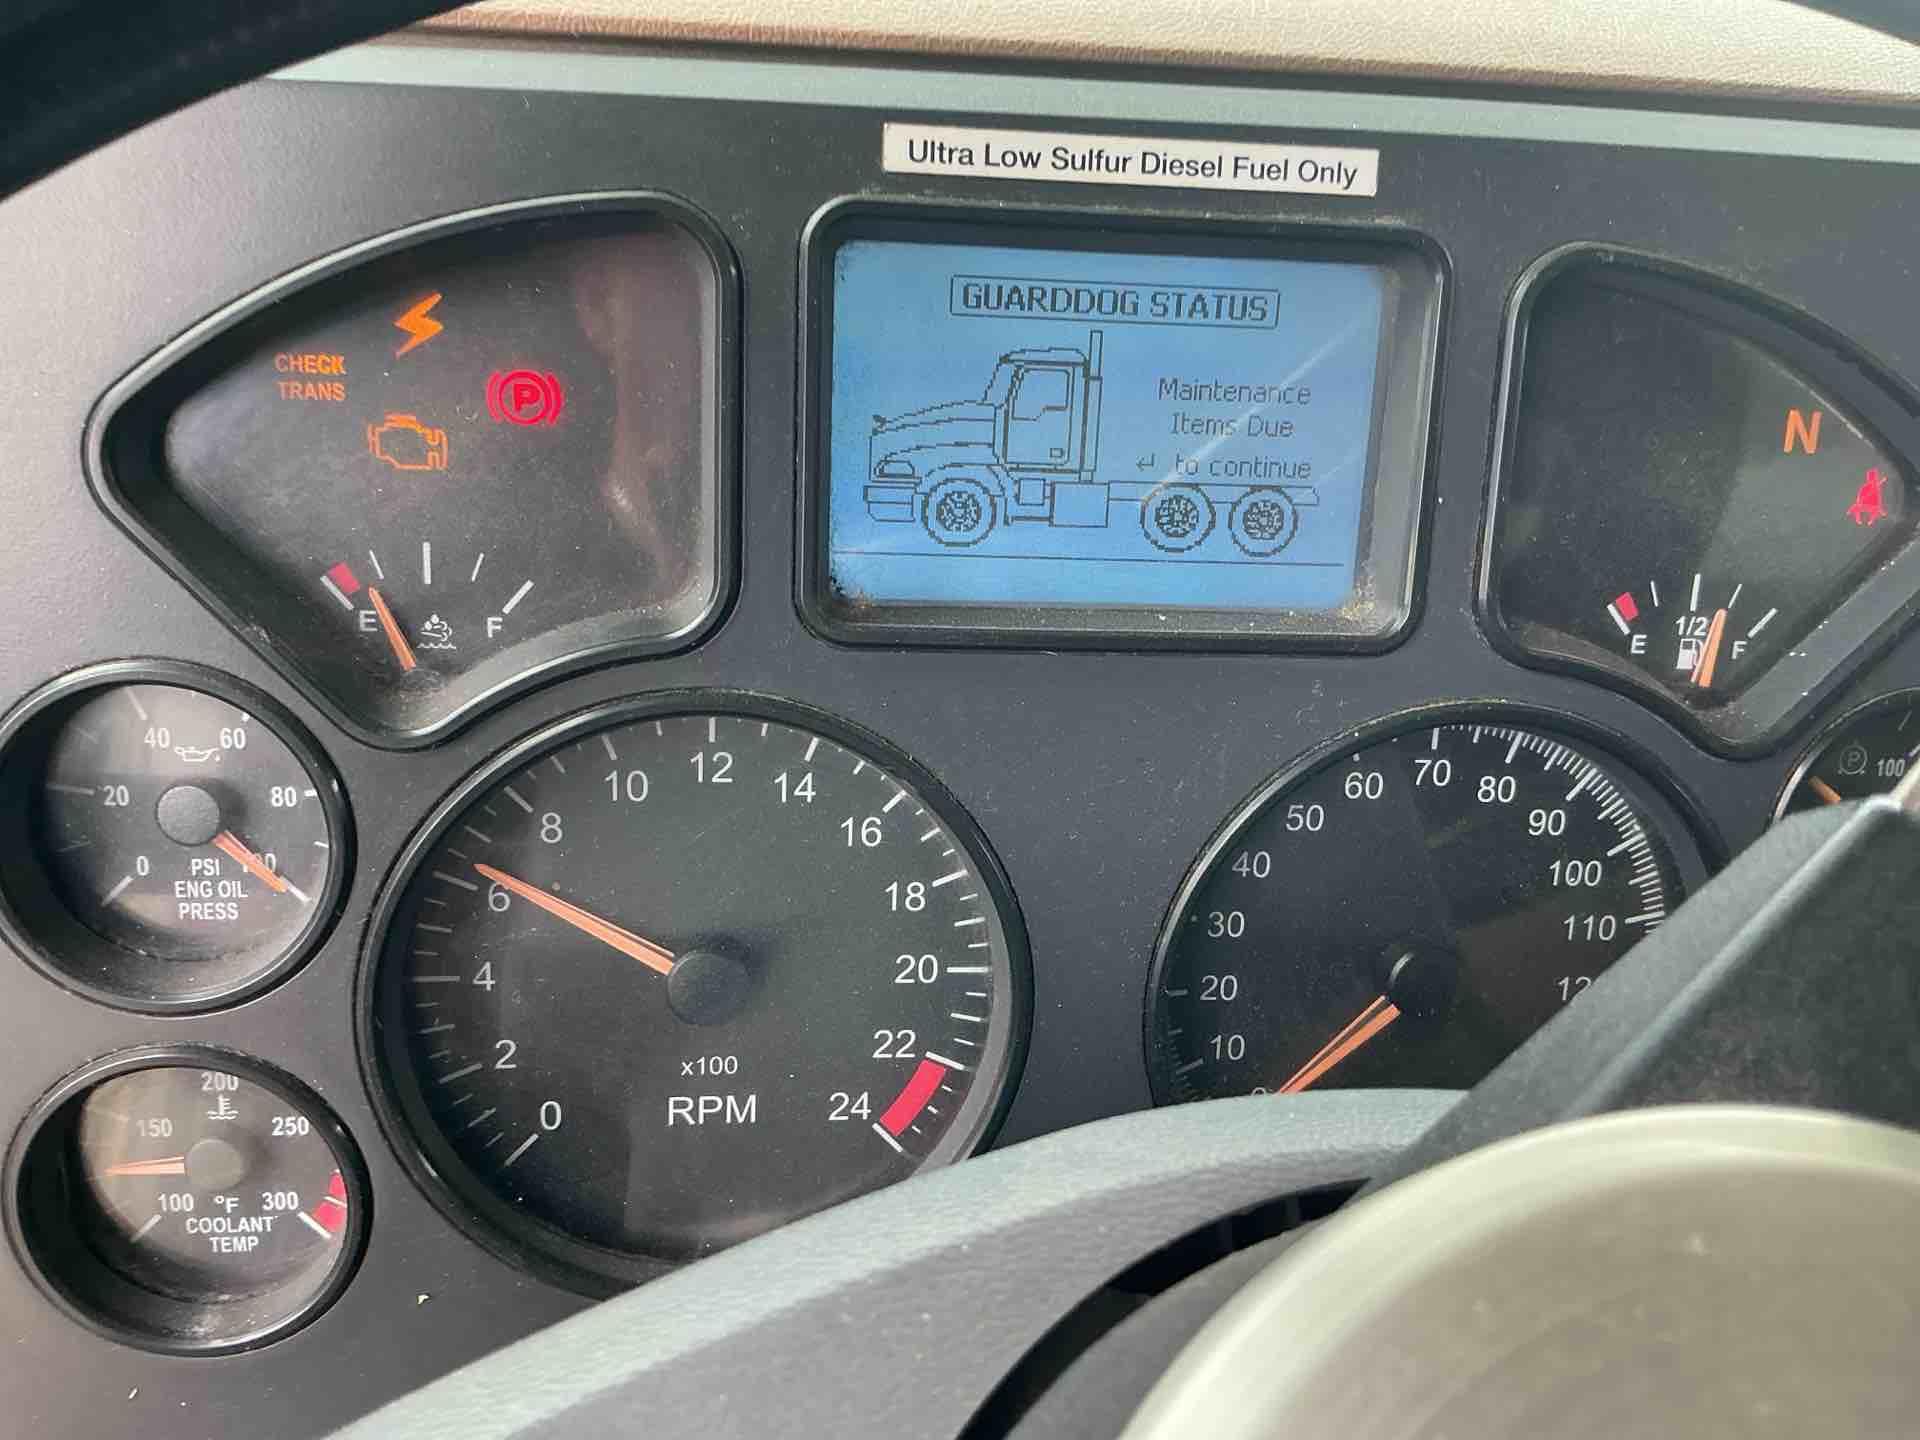 Ultra Low Sulfur Diesel Fuel Only
GUARDDOG STATUS
Maintenance
Items Due
↵ to continue
CHECK
TRANS
P
E
F
N
E
1/2
F
40
60
20
80
0
100
PSI
ENG OIL
PRESS
0
2
4
6
8
10
12
14
16
18
20
22
24
x100
RPM
0
10
20
30
40
50
60
70
80
90
100
110
P
100
200
150
250
100
°F
300
COOLANT
TEMP